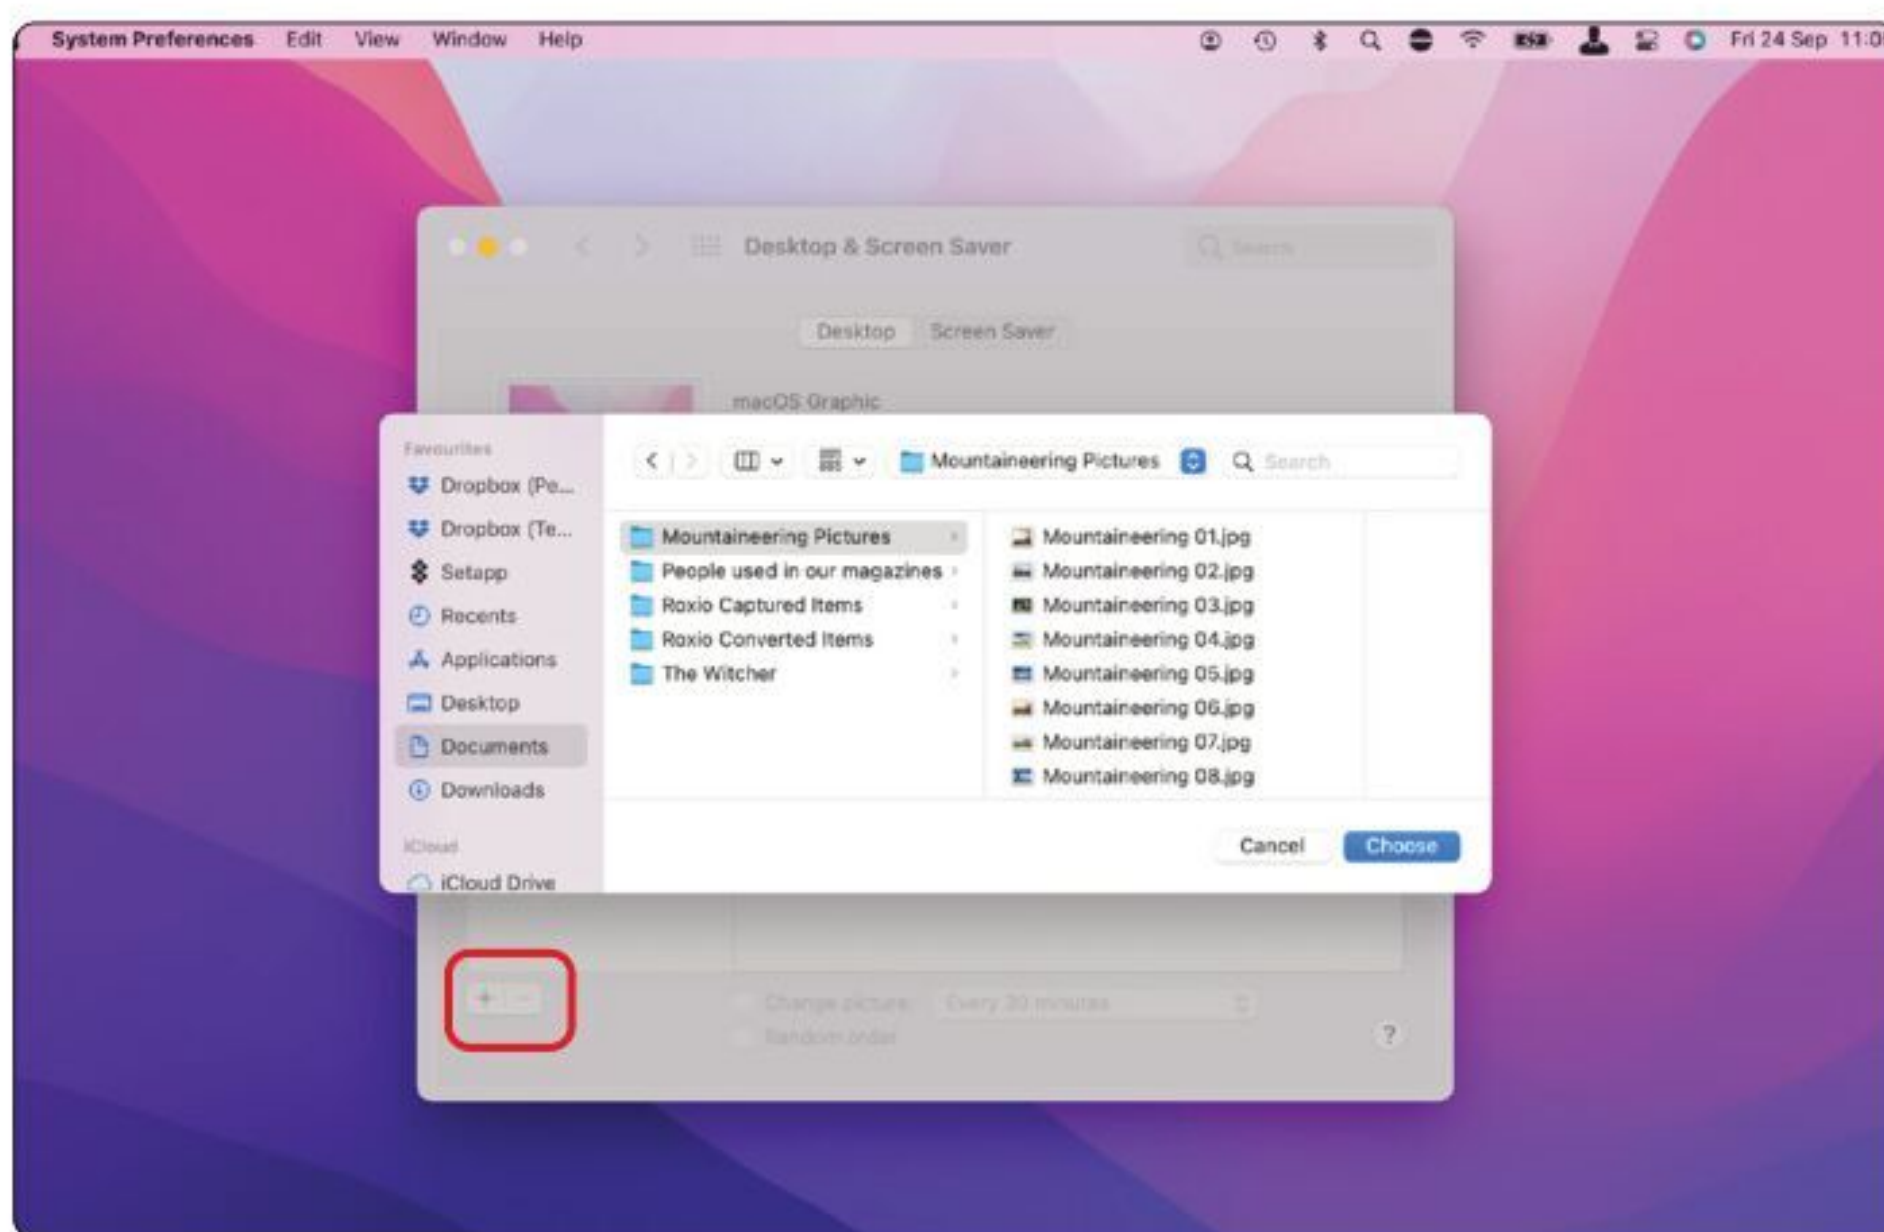 System Preferences Edit View Window Help Fri 24 Sep
Desktop & Screen Saver Search
Desktop Screen Saver
macOS Graphic
Favourites
Dropbox (Pe...
Dropbox (Te...
Setapp
Recents
Applications
Desktop
Documents
Downloads
iCloud
iCloud Drive
Mountaineering Pictures Search
Mountaineering Pictures
People used in our magazines
Roxio Captured Items
Roxio Converted Items
The Witcher
Mountaineering 01.jpg
Mountaineering 02.jpg
Mountaineering 03.jpg
Mountaineering 04.jpg
Mountaineering 05.jpg
Mountaineering 06.jpg
Mountaineering 07.jpg
Mountaineering 08.jpg
Cancel Choose
+ -
Change picture: Every 30 minutes
Random order
?